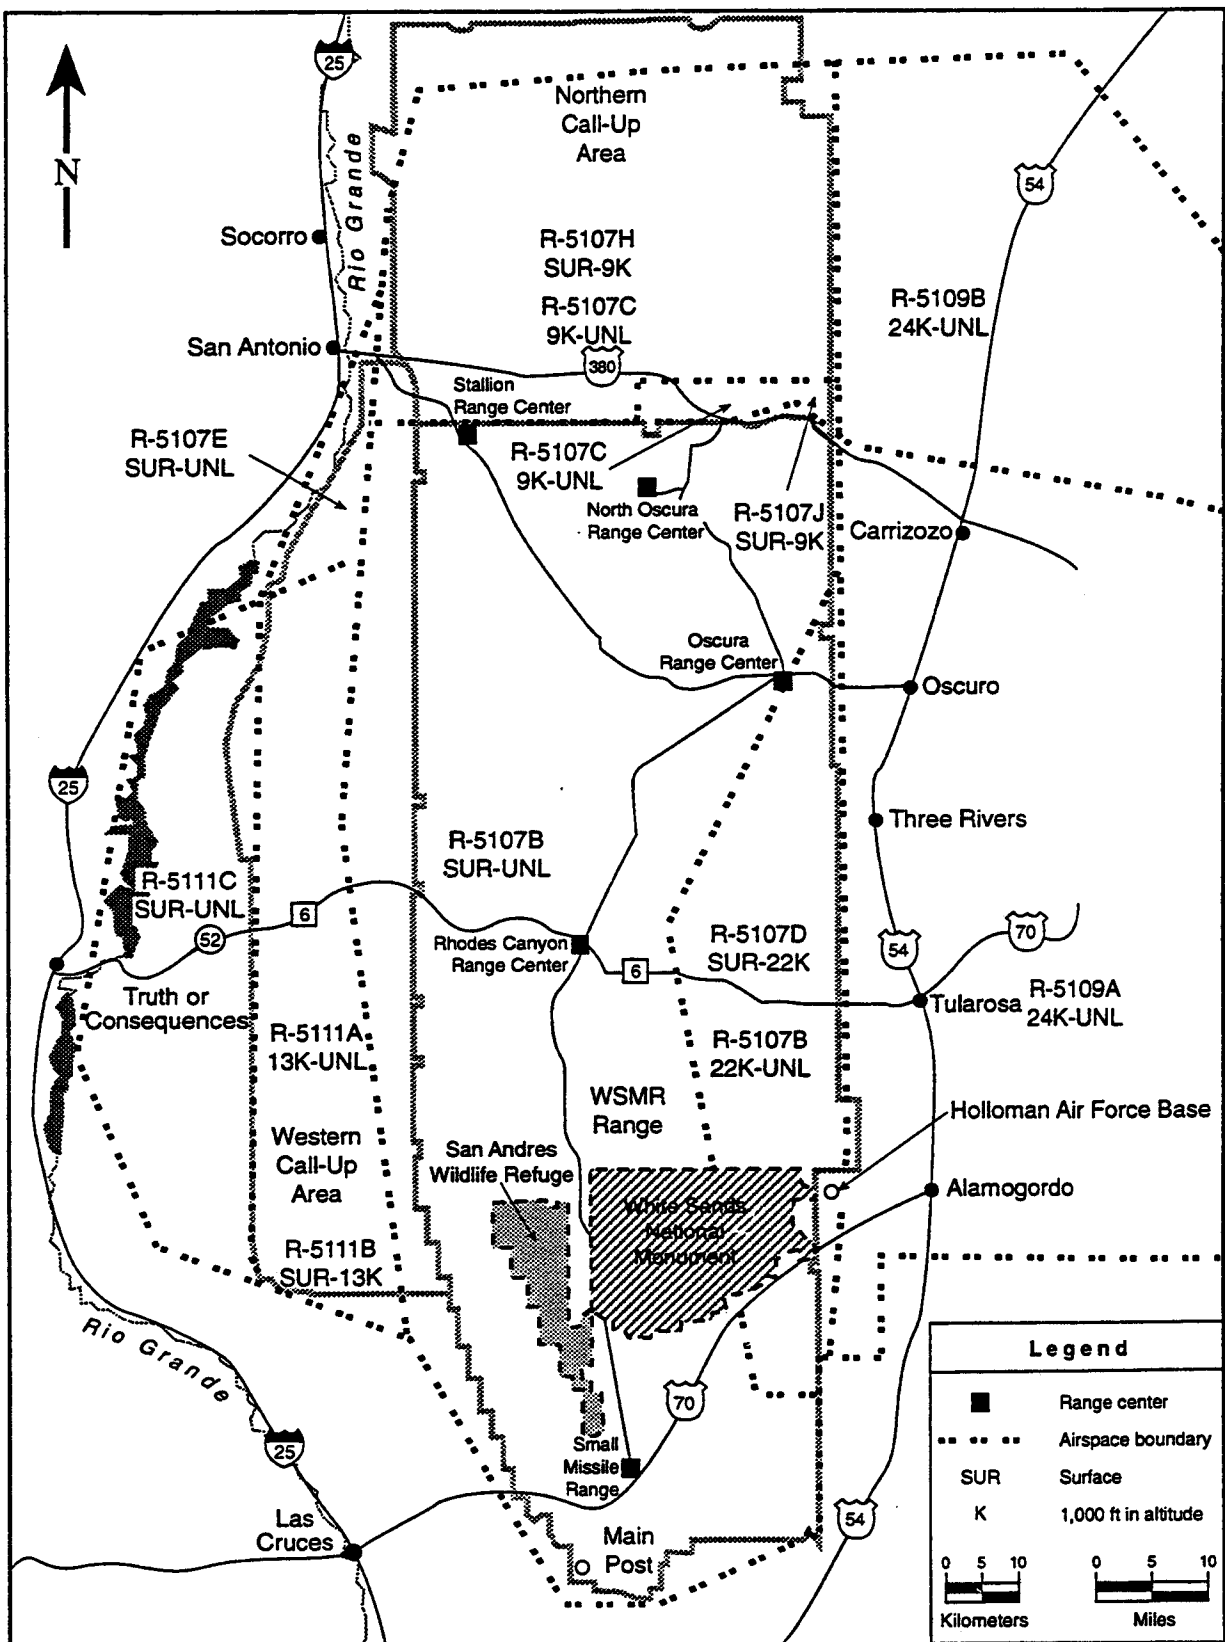 25
Northern
Call-Up
Area
N
Rio Grande
54
Socorro
R-5107H
SUR-9K
R-5107C
9K-UNL
R-5109B
24K-UNL
San Antonio
380
Stallion
Range Center
R-5107E
SUR-UNL
R-5107C
9K-UNL
North Oscura
Range Center
R-5107J
SUR-9K
Carrizozo
Oscura
Range Center
Oscuro
25
Three Rivers
R-5107B
SUR-UNL
R-5111C
SUR-UNL
6
52
Rhodes Canyon
Range Center
6
R-5107D
SUR-22K
54
70
Truth or
Consequences
Tularosa
R-5109A
24K-UNL
R-5111A
13K-UNL
R-5107B
22K-UNL
WSMR
Range
Holloman Air Force Base
Western
Call-Up
Area
San Andres
Wildlife Refuge
White Sands
National
Monument
Alamogordo
R-5111B
SUR-13K
Rio Grande
70
25
Small
Missile
Range
Las
Cruces
Main
Post
54
Legend
Range center
Airspace boundary
SUR Surface
K 1,000 ft in altitude
0 5 10
Kilometers
0 5 10
Miles